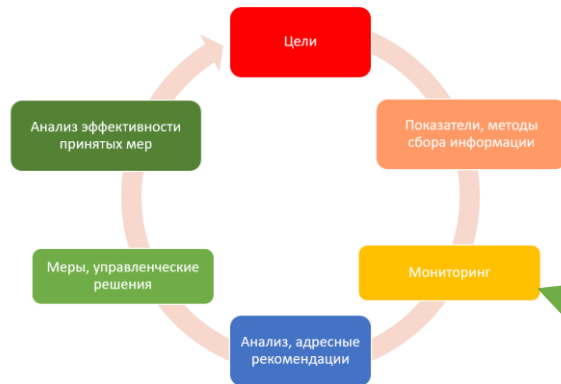 Цели
Показатели, методы
сбора информации
Мониторинг
Анализ, адресные
рекомендации
Меры, управленческие
решения
Анализ эффективности
принятых мер